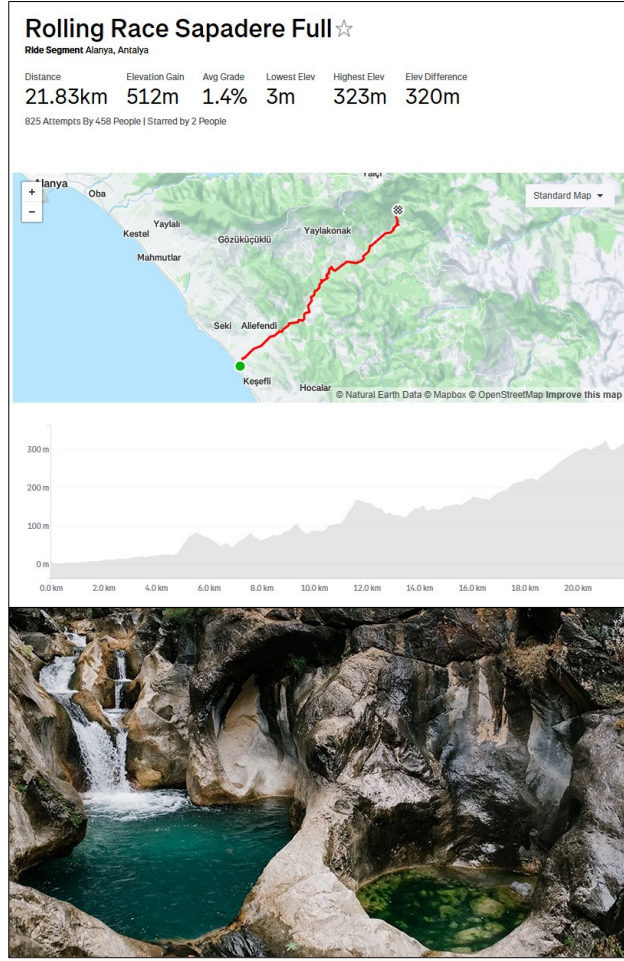 Rolling Race Sapadere Full
Ride Segment Alanya, Antalya
Distance Elevation Gain Avg Grade Lowest Elev Highest Elev Elev Difference
21.83km 512m 1.4% 3m 323m 320m
825 Attempts By 458 People | Starred by 2 People
Alanya
Oba
Standard Map
+
−
Yaylalı
Kestel
Yaylakonak
Gözüküçüklü
Mahmutlar
Seki Aliefendi
Keşefli
Hocalar
© Natural Earth Data © Mapbox © OpenStreetMap Improve this map
300 m
200 m
100 m
0 m
0.0 km 2.0 km 4.0 km 6.0 km 8.0 km 10.0 km 12.0 km 14.0 km 16.0 km 18.0 km 20.0 km